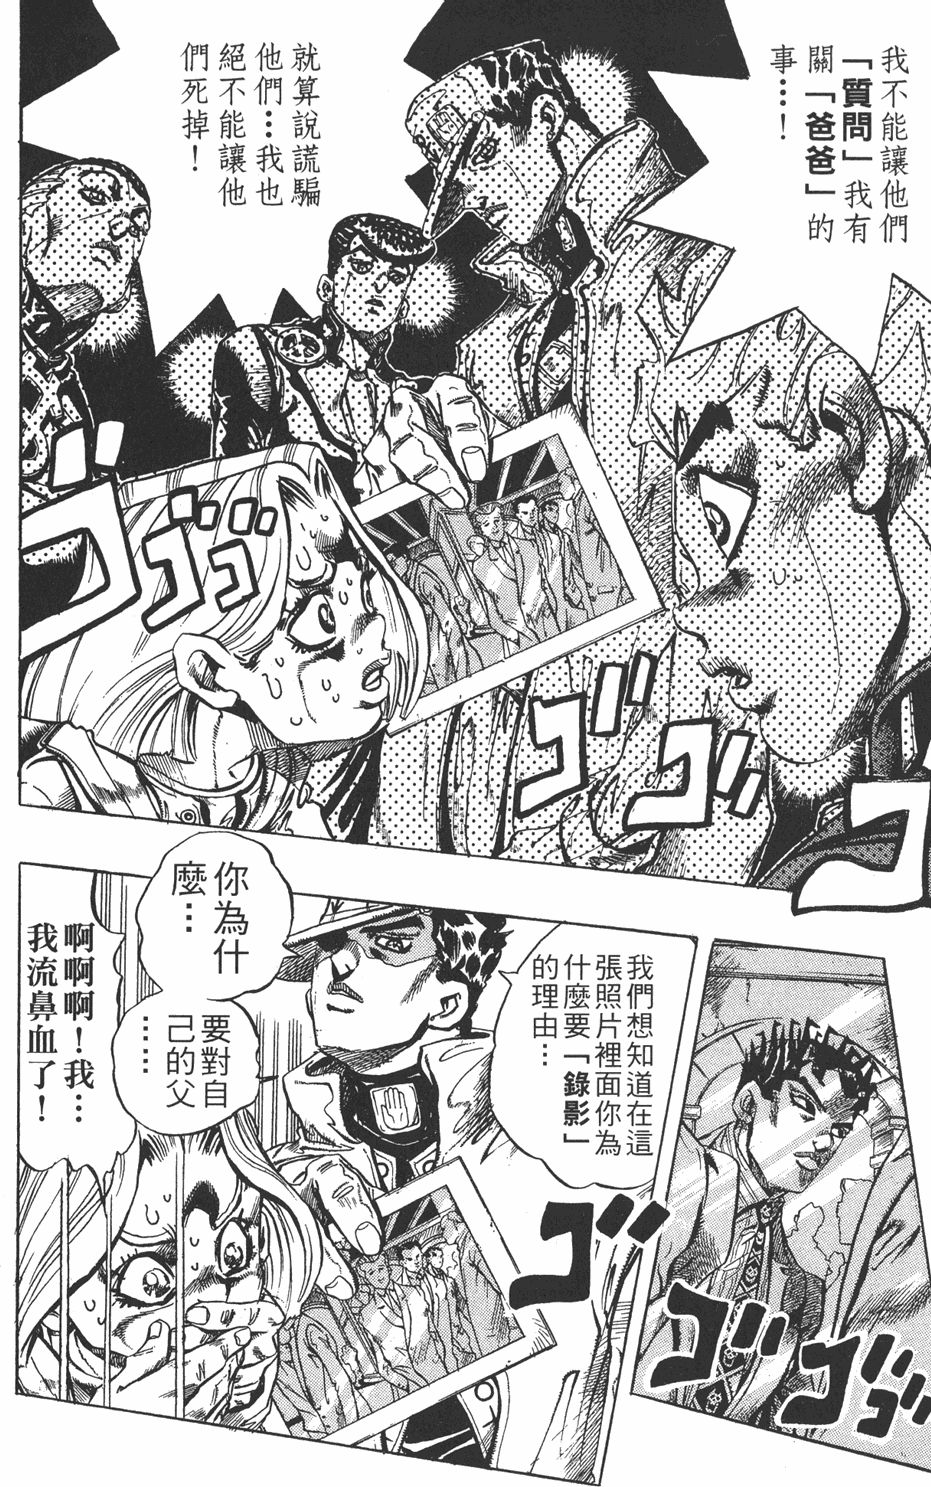 我不能讓他們
「質問」我有
關「爸爸」的
事…！
就算說謊騙
他們…我也
絕不能讓他
們死掉！
ゴゴゴゴ
ゴゴゴ
我們想知道在這
張照片裡面你為
什麼要「錄影」
的理由…
ゴゴゴ
ゴ
你為什
麼…
要對自
己的父
……
啊啊啊！我…
我流鼻血了！